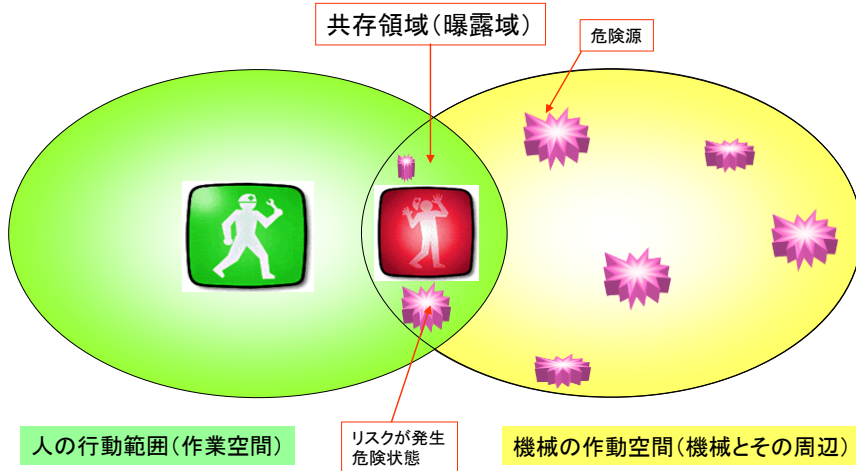 共存領域（曝露域）
危険源
人の行動範囲（作業空間）
リスクが発生
危険状態
機械の作動空間（機械とその周辺）